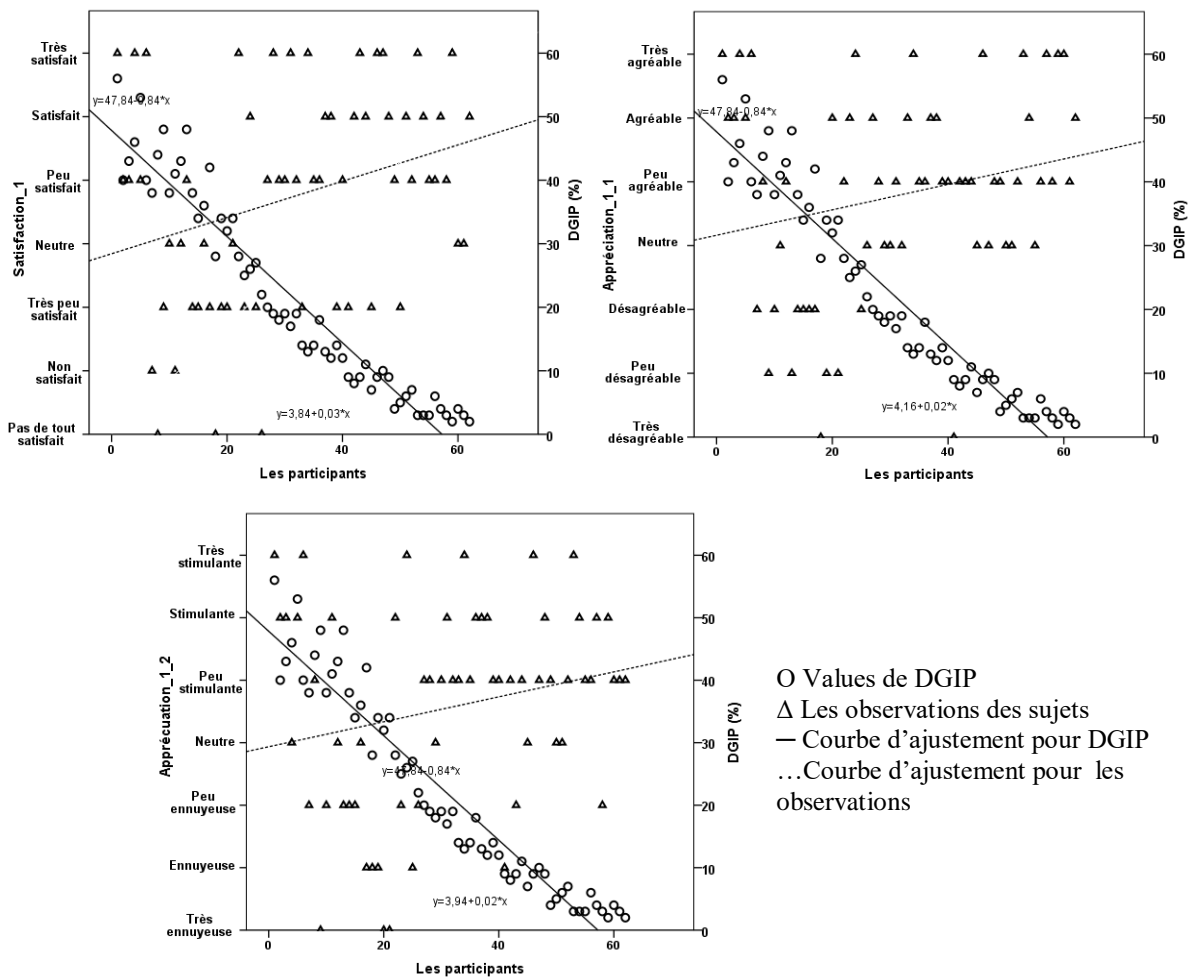 Très
satisfait
Satisfait
Peu
satisfait
Neutre
Très peu
satisfait
Non
satisfait
Pas de tout
satisfait
Satisfaction_1
y=47,84-0,84*x
y=3,84+0,03*x
60
50
40
30
20
10
0
DGIP (%)
0 20 40 60
Les participants
Très
agréable
Agréable
Peu
agréable
Neutre
Désagréable
Peu
désagréable
Très
désagréable
Appréciation_1_1
y=47,84-0,84*x
y=4,16+0,02*x
60
50
40
30
20
10
0
DGIP (%)
0 20 40 60
Les participants
Très
stimulante
Stimulante
Peu
stimulante
Neutre
Peu
ennuyeuse
Ennuyeuse
Très
ennuyeuse
Apprécuation_1_2
y=47,84-0,84*x
y=3,94+0,02*x
60
50
40
30
20
10
0
DGIP (%)
0 20 40 60
Les participants
O Values de DGIP
Δ Les observations des sujets
─ Courbe d’ajustement pour DGIP
…Courbe d’ajustement pour les
observations